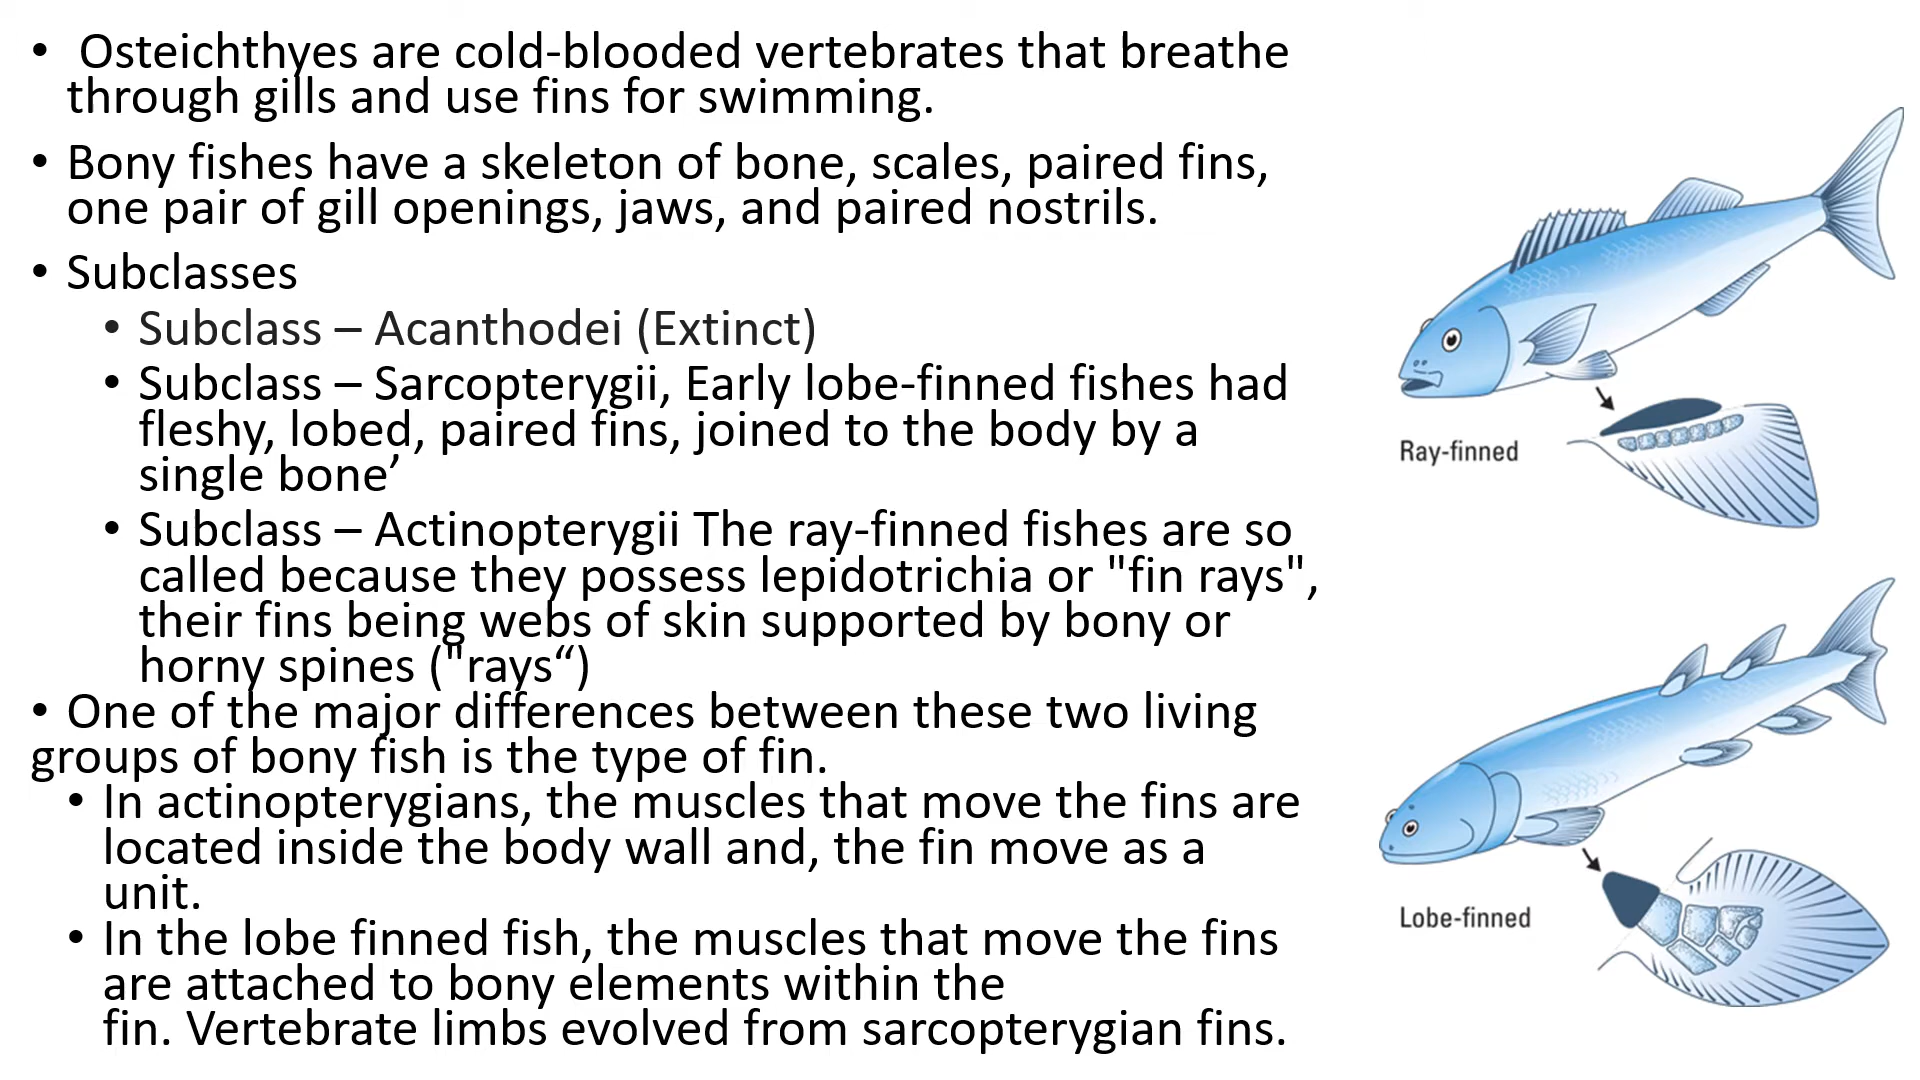 • Osteichthyes are cold-blooded vertebrates that breathe
through gills and use fins for swimming.
• Bony fishes have a skeleton of bone, scales, paired fins,
one pair of gill openings, jaws, and paired nostrils.
• Subclasses
• Subclass – Acanthodei (Extinct)
• Subclass – Sarcopterygii, Early lobe-finned fishes had
fleshy, lobed, paired fins, joined to the body by a
single bone’
• Subclass – Actinopterygii The ray-finned fishes are so
called because they possess lepidotrichia or "fin rays",
their fins being webs of skin supported by bony or
horny spines ("rays“)
• One of the major differences between these two living
groups of bony fish is the type of fin.
• In actinopterygians, the muscles that move the fins are
located inside the body wall and, the fin move as a
unit.
• In the lobe finned fish, the muscles that move the fins
are attached to bony elements within the
fin. Vertebrate limbs evolved from sarcopterygian fins.
Ray-finned
Lobe-finned